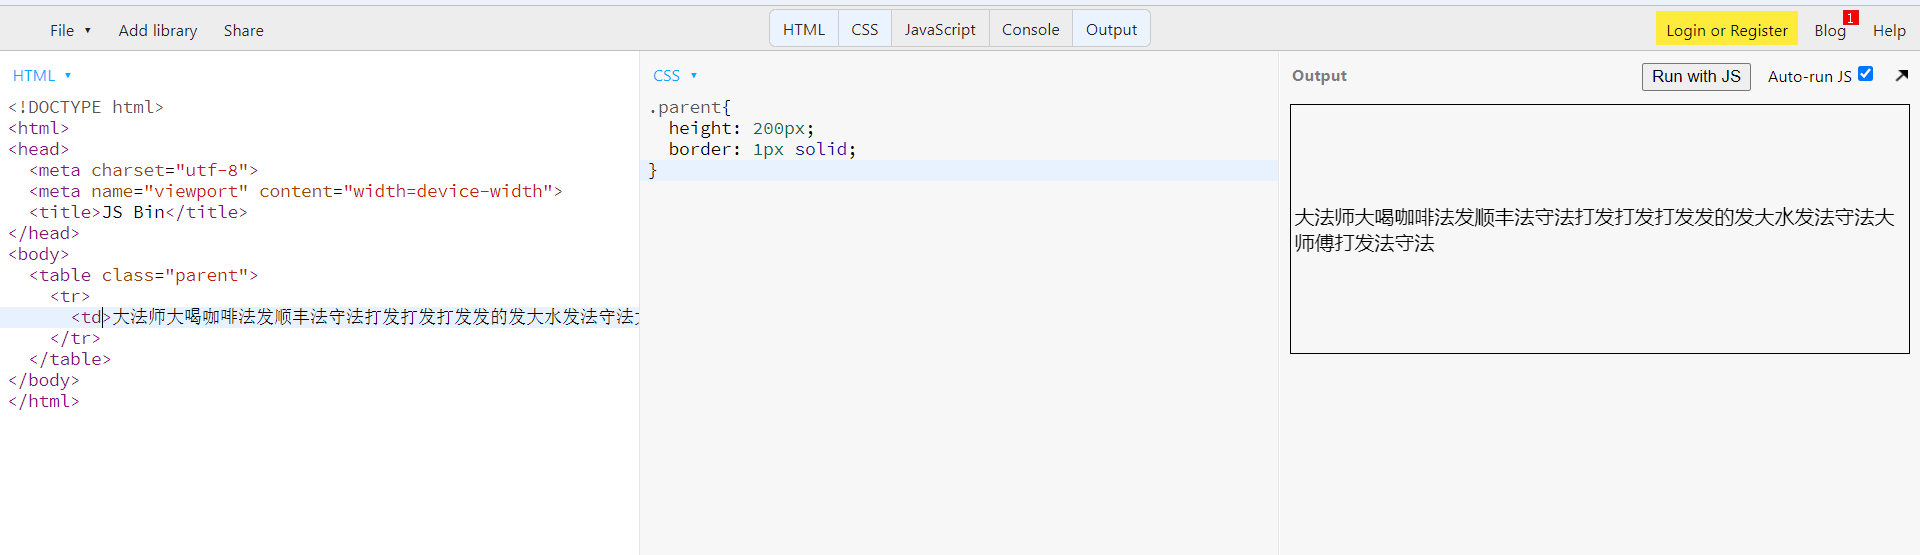 File ▾ Add library Share HTML CSS JavaScript Console Output Login or Register Blog 1 Help
HTML ▾
<!DOCTYPE html>
<html>
<head>
<meta charset="utf-8">
<meta name="viewport" content="width=device-width">
<title>JS Bin</title>
</head>
<body>
<table class="parent">
<tr>
<td>大法师大喝咖啡法发顺丰法守法打发打发打发发的发大水发法守法
</tr>
</table>
</body>
</html>
CSS ▾
.parent{
height: 200px;
border: 1px solid;
}
Output Run with JS Auto-run JS
大法师大喝咖啡法发顺丰法守法打发打发打发发的发大水发法守法大
师傅打发法守法